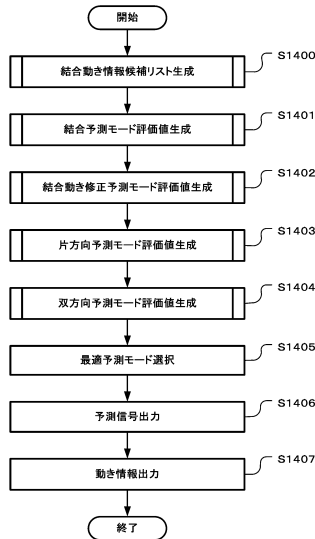 開始
結合動き情報候補リスト生成
S1400
結合予測モード評価値生成
S1401
結合動き修正予測モード評価値生成
S1402
片方向予測モード評価値生成
S1403
双方向予測モード評価値生成
S1404
最適予測モード選択
S1405
予測信号出力
S1406
動き情報出力
S1407
終了